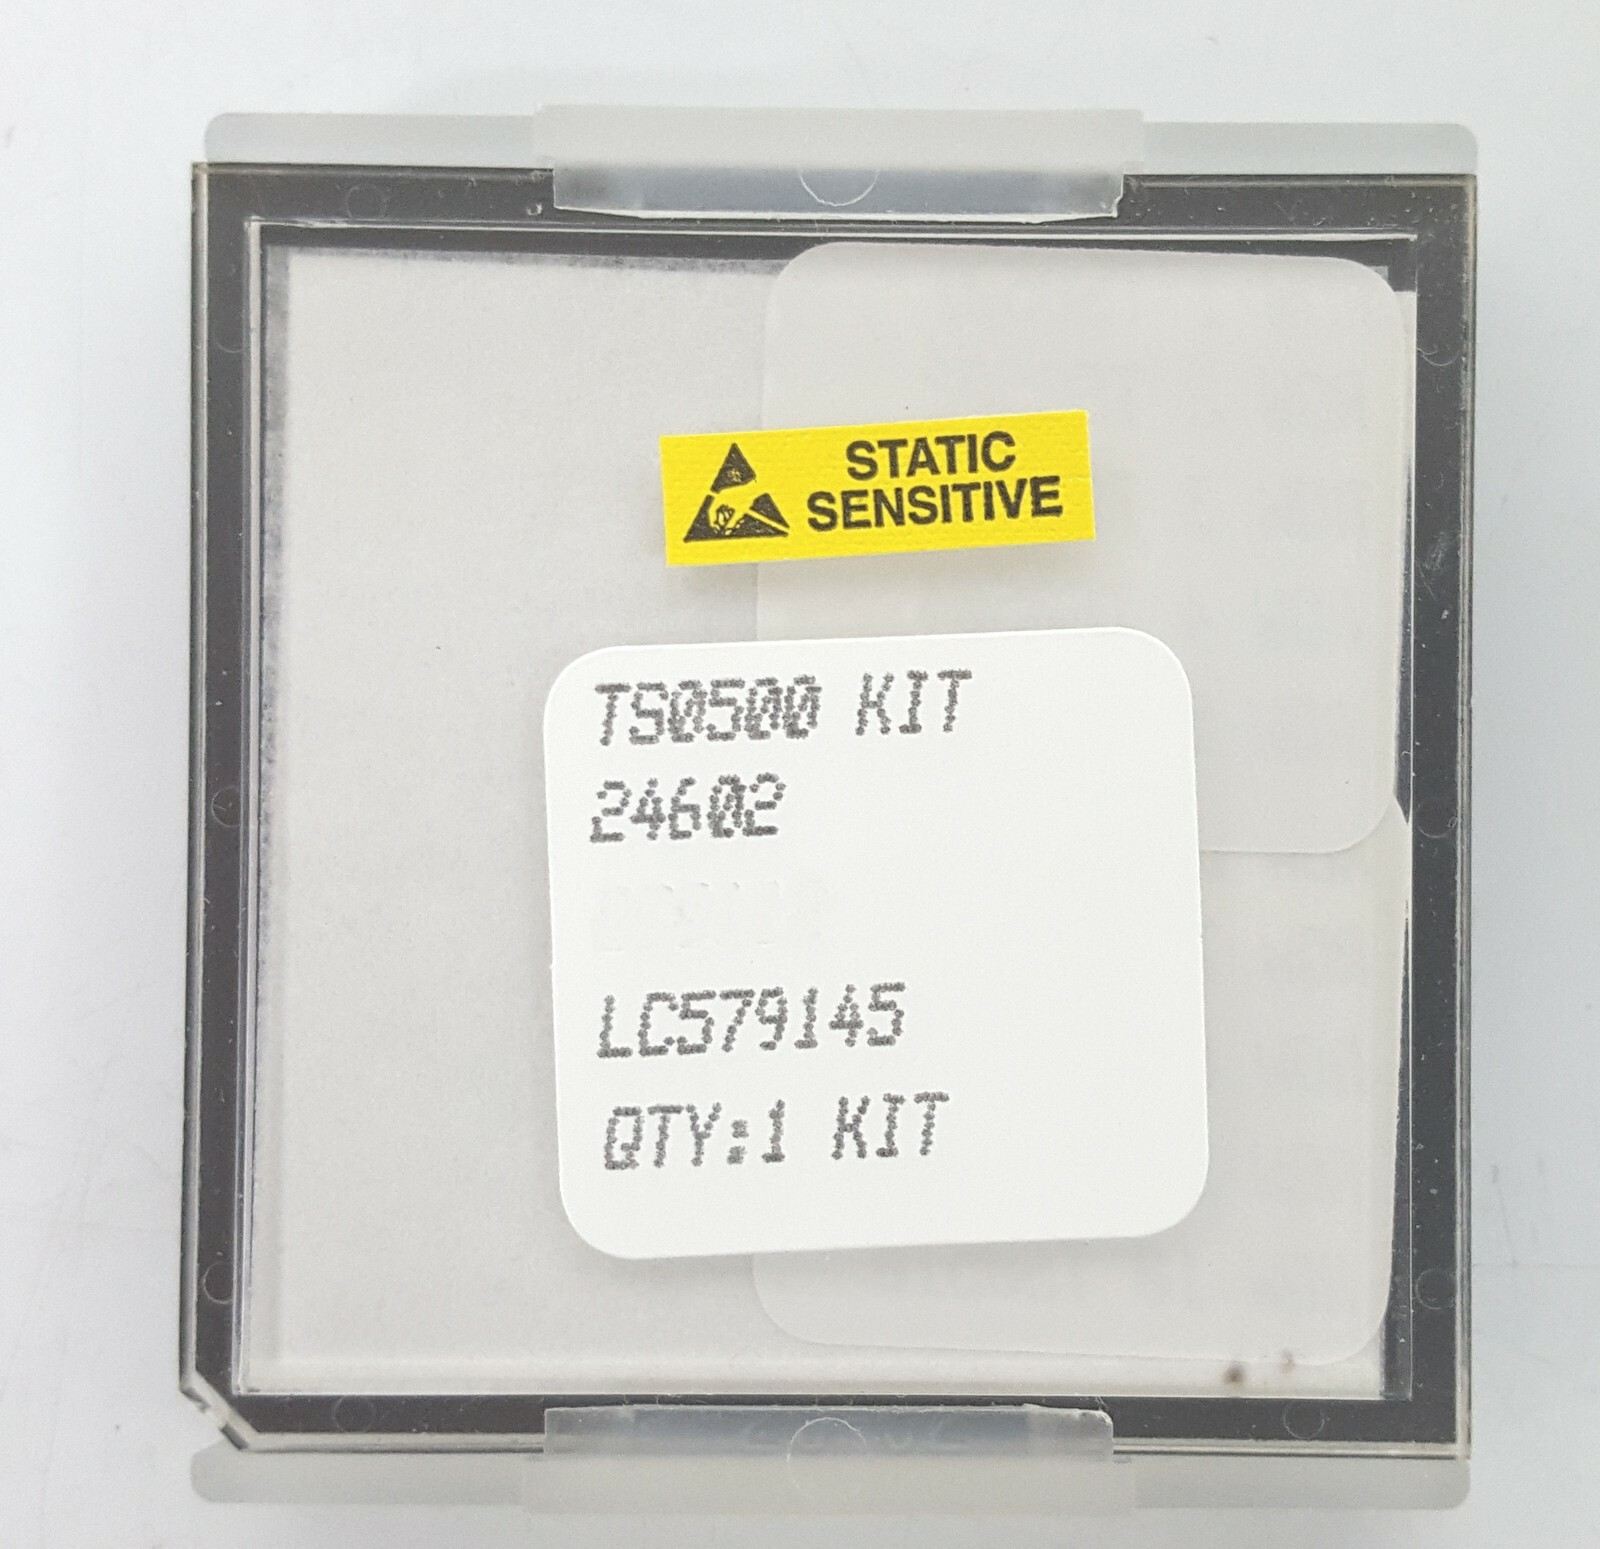 STATIC
SENSITIVE
TS0500 KIT
24602
LC579145
QTY:1 KIT